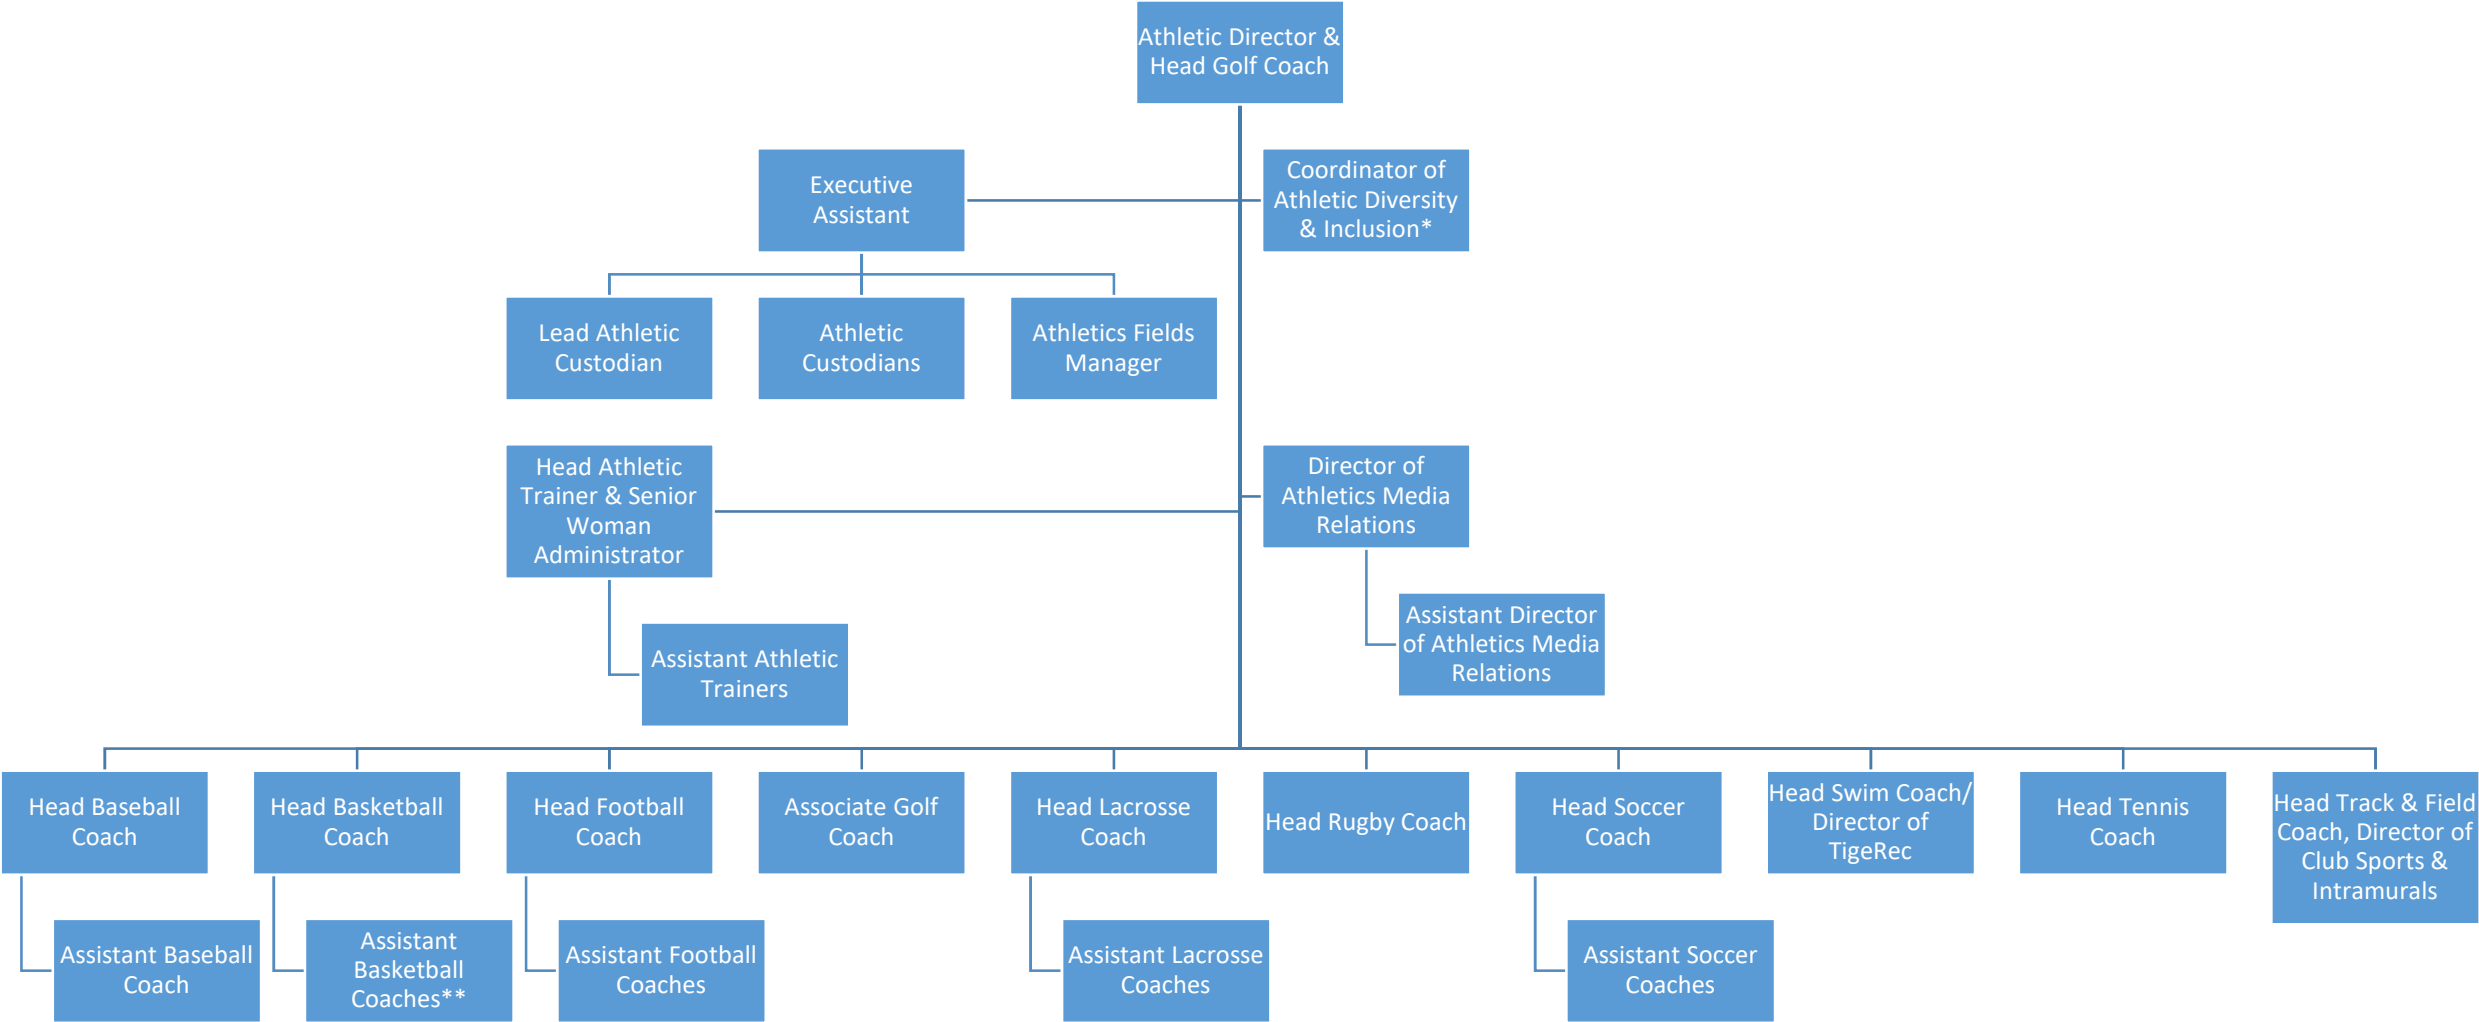 Athletic Director &
Head Golf Coach
Executive
Assistant
Coordinator of
Athletic Diversity
& Inclusion*
Lead Athletic
Custodian
Athletic
Custodians
Athletics Fields
Manager
Head Athletic
Trainer & Senior
Woman
Administrator
Director of
Athletics Media
Relations
Assistant Athletic
Trainers
Assistant Director
of Athletics Media
Relations
Head Baseball
Coach
Head Basketball
Coach
Head Football
Coach
Associate Golf
Coach
Head Lacrosse
Coach
Head Rugby Coach
Head Soccer
Coach
Head Swim Coach/
Director of
TigeRec
Head Tennis
Coach
Head Track & Field
Coach, Director of
Club Sports &
Intramurals
Assistant Baseball
Coach
Assistant
Basketball
Coaches**
Assistant Football
Coaches
Assistant Lacrosse
Coaches
Assistant Soccer
Coaches